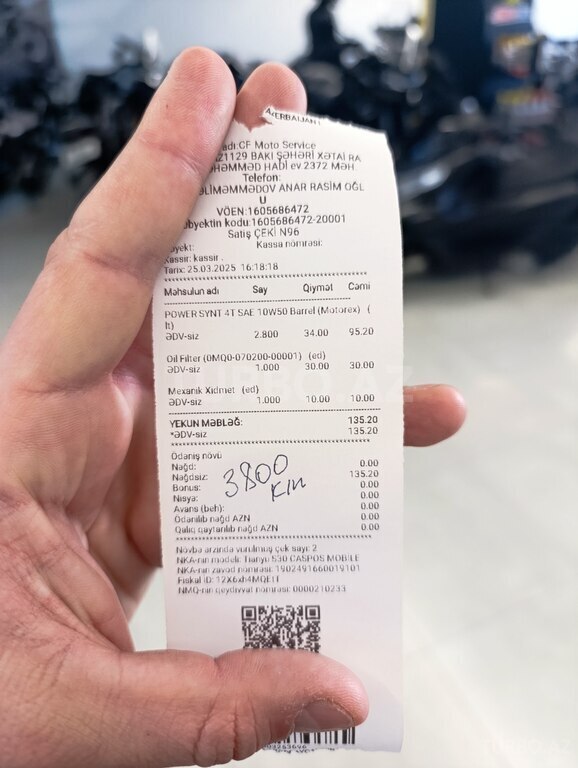 AZƏRBAYCAN
adı:CF Moto Service
AZ1129 BAKI ŞƏHƏRİ XƏTAİ RA
ƏHƏMMƏD HADİ ev.2372 MƏH.
Telefon:
ƏLİMƏMMƏDOV ANAR RASİM OĞL
U
VÖEN:1605686472
Obyektin kodu:1605686472-20001
Satış ÇEKİ N96
Kassa nömrəsi:
Kassir: kassir .
Tarix: 25.03.2025 16:18:18
Məhsulun adı Say Qiymət Cəmi
POWER SYNT 4T SAE 10W50 Barrel (Motorex) (
lt)
ƏDV-siz 2.800 34.00 95.20
Oil Filter (0MQ0-070200-00001) (ed)
ƏDV-siz 1.000 30.00 30.00
Mexanik Xidmet (ed)
ƏDV-siz 1.000 10.00 10.00
YEKUN MƏBLƏĞ: 135.20
*ƏDV-siz 135.20
Ödəniş növü
Nağd: 0.00
Nağdsız: 135.20
Bonus: 0.00
Nisyə: 0.00
Avans (beh): 0.00
Ödənilib nağd AZN 0.00
Qalıq qaytarılıb nağd AZN 0.00
3800
km
Növbə ərzində vurulmuş çek sayı: 2
NKA-nın modeli: Tianyu 530 CASPOS MOBILE
NKA-nın zavod nömrəsi: 1902491660019101
Fiskal ID: 12X6xh4MQE1T
NMQ-nin qeydiyyat nömrəsi: 0000210233
TURBO.AZ
TURBO.AZ